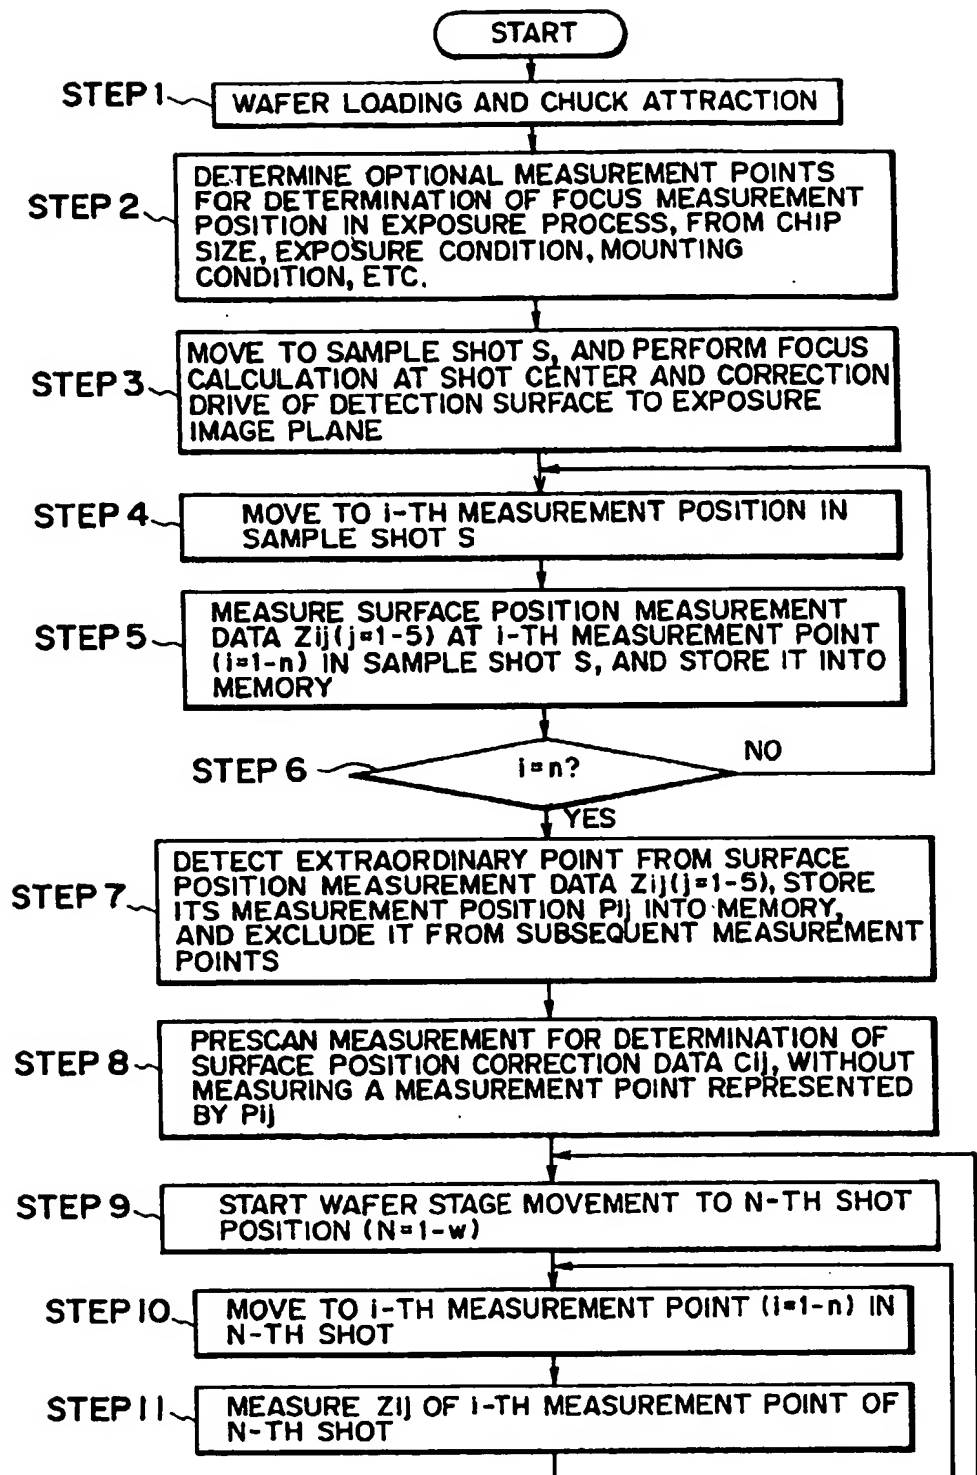 START
STEP 1
WAFER LOADING AND CHUCK ATTRACTION
STEP 2
DETERMINE OPTIONAL MEASUREMENT POINTS
FOR DETERMINATION OF FOCUS MEASUREMENT
POSITION IN EXPOSURE PROCESS, FROM CHIP
SIZE, EXPOSURE CONDITION, MOUNTING
CONDITION, ETC.
STEP 3
MOVE TO SAMPLE SHOT S, AND PERFORM FOCUS
CALCULATION AT SHOT CENTER AND CORRECTION
DRIVE OF DETECTION SURFACE TO EXPOSURE
IMAGE PLANE
STEP 4
MOVE TO i-TH MEASUREMENT POSITION IN
SAMPLE SHOT S
STEP 5
MEASURE SURFACE POSITION MEASUREMENT
DATA Zij(j=1-5) AT i-TH MEASUREMENT POINT
(i=1-n) IN SAMPLE SHOT S, AND STORE IT INTO
MEMORY
STEP 6
i=n?
NO
YES
STEP 7
DETECT EXTRAORDINARY POINT FROM SURFACE
POSITION MEASUREMENT DATA Zij(j=1-5), STORE
ITS MEASUREMENT POSITION Pij INTO MEMORY,
AND EXCLUDE IT FROM SUBSEQUENT MEASUREMENT
POINTS
STEP 8
PRESCAN MEASUREMENT FOR DETERMINATION OF
SURFACE POSITION CORRECTION DATA Cij, WITHOUT
MEASURING A MEASUREMENT POINT REPRESENTED
BY Pij
STEP 9
START WAFER STAGE MOVEMENT TO N-TH SHOT
POSITION (N=1-w)
STEP 10
MOVE TO i-TH MEASUREMENT POINT (i=1-n) IN
N-TH SHOT
STEP 11
MEASURE Zij OF i-TH MEASUREMENT POINT OF
N-TH SHOT